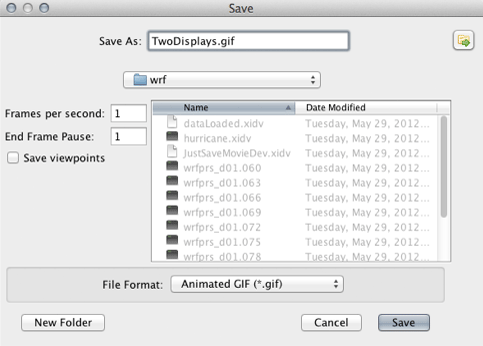 Save
Save As: TwoDisplays.gif
wrf
Frames per second: 1
End Frame Pause: 1
Save viewpoints
Name Date Modified
dataLoaded.xidv Tuesday, May 29, 2012...
hurricane.xidv Tuesday, May 29, 2012...
JustSaveMovieDev.xidv Tuesday, May 29, 2012...
wrfprs_d01.060 Tuesday, May 29, 2012...
wrfprs_d01.063 Tuesday, May 29, 2012...
wrfprs_d01.066 Tuesday, May 29, 2012...
wrfprs_d01.069 Tuesday, May 29, 2012...
wrfprs_d01.072 Tuesday, May 29, 2012...
wrfprs_d01.075 Tuesday, May 29, 2012...
wrfprs_d01.078 Tuesday, May 29, 2012...
File Format: Animated GIF (*.gif)
New Folder Cancel Save